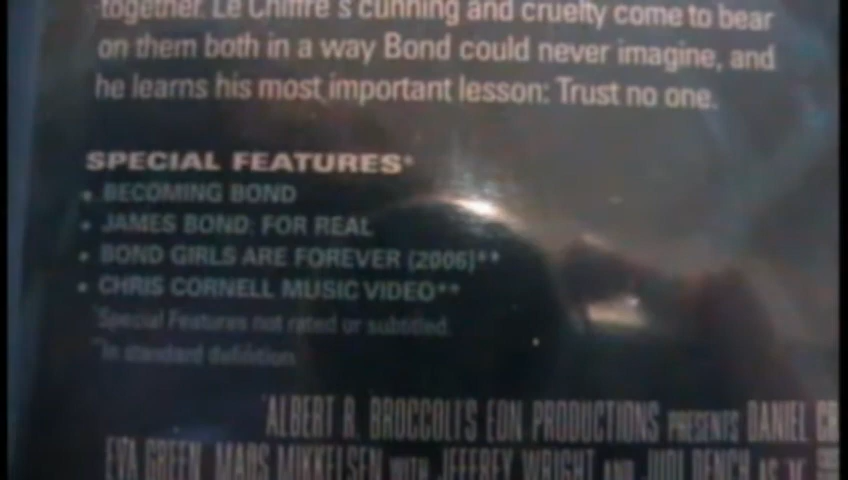 together. Le Chiffre's cunning and cruelty come to bear
on them both in a way Bond could never imagine, and
he learns his most important lesson: Trust no one.
SPECIAL FEATURES*
• BECOMING BOND
• JAMES BOND: FOR REAL
• BOND GIRLS ARE FOREVER (2006)**
• CHRIS CORNELL MUSIC VIDEO**
*Special Features not rated or subtitled.
**In standard definition
ALBERT R. BROCCOLI'S EON PRODUCTIONS PRESENTS DANIEL CR
EVA GREEN MADS MIKKELSEN WITH JEFFREY WRIGHT AND JUDI DENCH AS 'M'